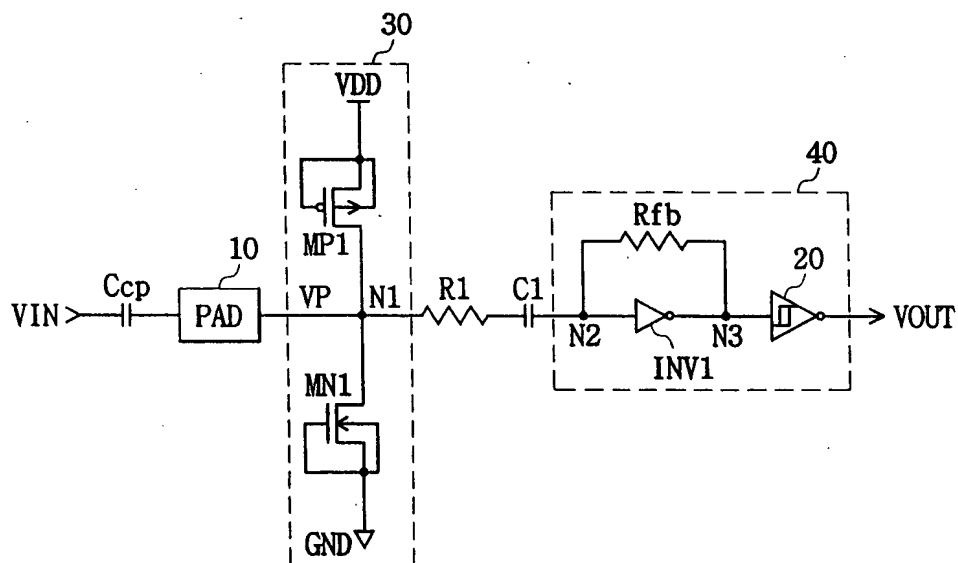 30
VDD
40
Rfb
MP1
10
20
Ccp
R1
C1
VIN
PAD
VP
N1
N2
N3
VOUT
INV1
MN1
GND